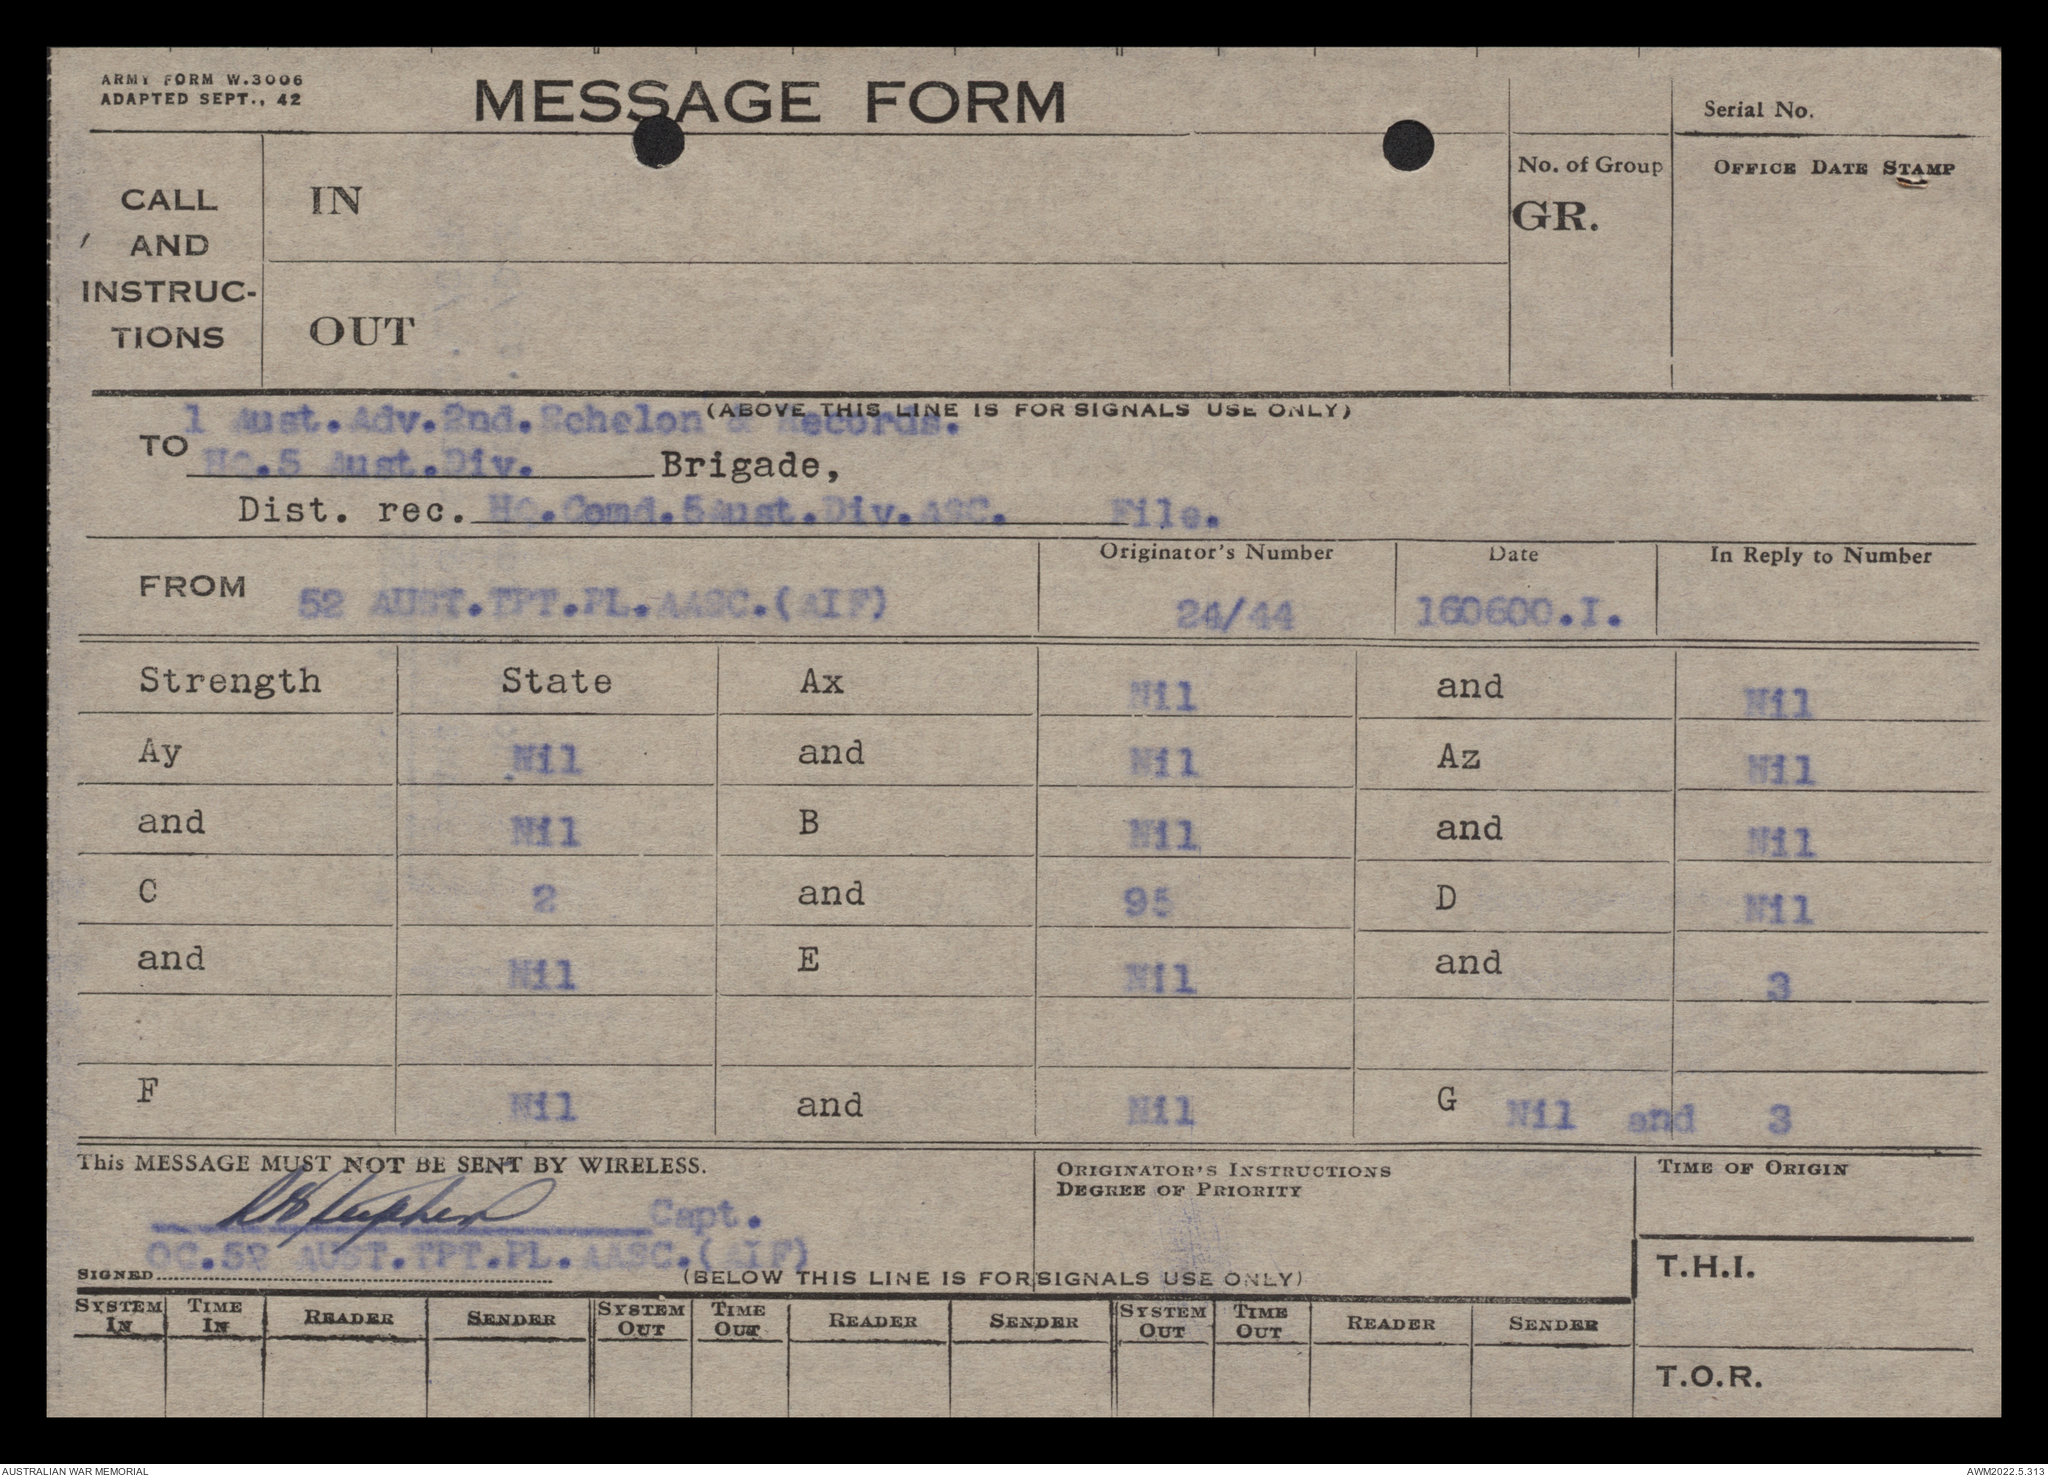 ARMY FORM W.3006
ADAPTED SEPT., 42
MESSAGE FORM
Serial No.
CALL
AND
INSTRUC-
TIONS
IN
OUT
No. of Group
GR.
OFFICE DATE STAMP
(ABOVE THIS LINE IS FOR SIGNALS USE ONLY)
1 Aust.Adv.2nd.Echelon & Records.
TO HQ.5 Aust.Div. Brigade,
Dist. rec. HQ.Comd.5Aust.Div.ASC. File.
FROM 52 AUST.TPT.PL.AASC.(AIF)
Originator's Number
24/44
Date
160600.I.
In Reply to Number
Strength State Ax Nil and Nil
Ay Nil and Nil Az Nil
and Nil B Nil and Nil
C 2 and 95 D Nil
and Nil E Nil and 3
F Nil and Nil G Nil and 3
This MESSAGE MUST NOT BE SENT BY WIRELESS.
Capt.
OC.52 AUST.TPT.PL.AASC.(AIF)
SIGNED
ORIGINATOR'S INSTRUCTIONS
DEGREE OF PRIORITY
TIME OF ORIGIN
T.H.I.
T.O.R.
(BELOW THIS LINE IS FOR SIGNALS USE ONLY)
SYSTEM IN TIME IN READER SENDER SYSTEM OUT TIME OUT READER SENDER SYSTEM OUT TIME OUT READER SENDER
AUSTRALIAN WAR MEMORIAL
AWM2022.5.313